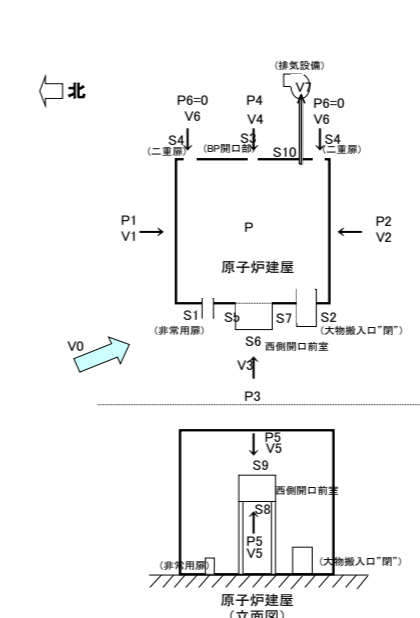 北
(排気設備)
V7
P6=0
V6
P4
V4
P6=0
V6
S4
(二重扉)
S3
(BP開口部)
S10
S4
(二重扉)
P1
V1
P
P2
V2
原子炉建屋
S1
S5
S7
S2
(非常用扉)
(大物搬入口"閉")
S6
西側開口前室
V0
V3
P3
P5
V5
S9
西側開口前室
S8
P5
V5
(非常用扉)
(大物搬入口"閉")
原子炉建屋
(立面図)